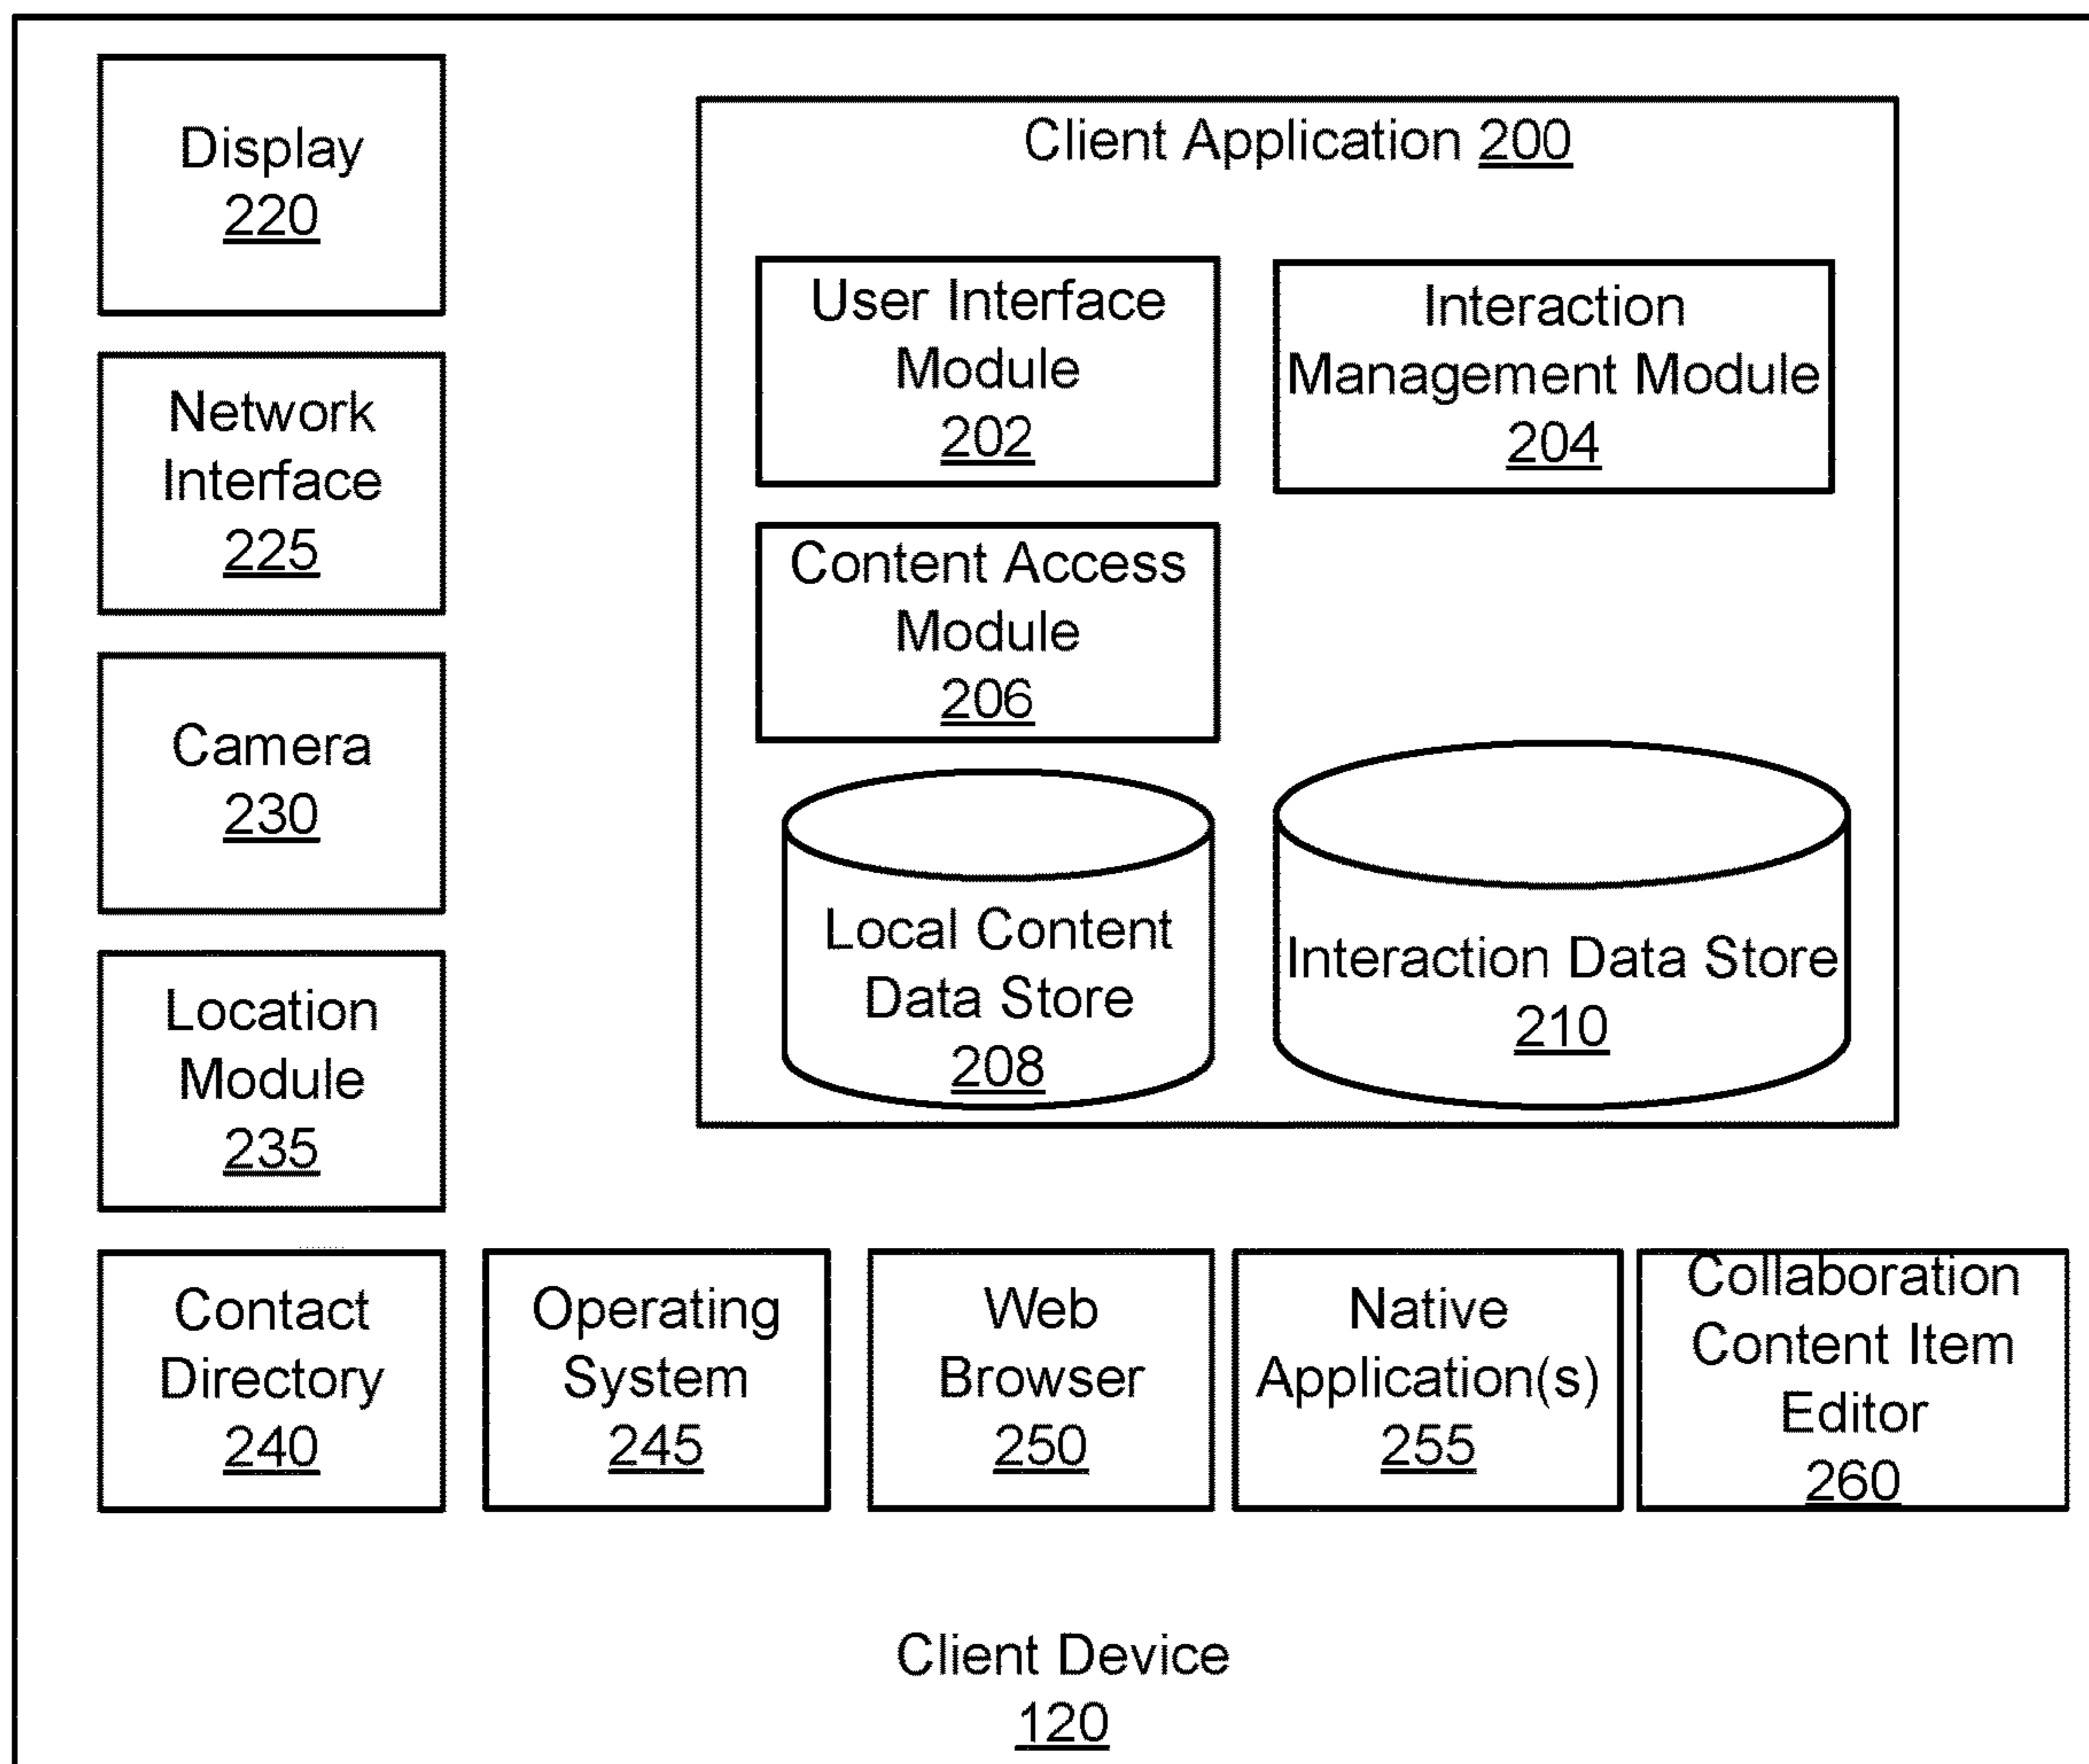 Display
220
Network
Interface
225
Camera
230
Location
Module
235
Client Application 200
User Interface
Module
202
Interaction
Management Module
204
Content Access
Module
206
Local Content
Data Store
208
Interaction Data Store
210
Contact
Directory
240
Operating
System
245
Web
Browser
250
Native
Application(s)
255
Collaboration
Content Item
Editor
260
Client Device
120